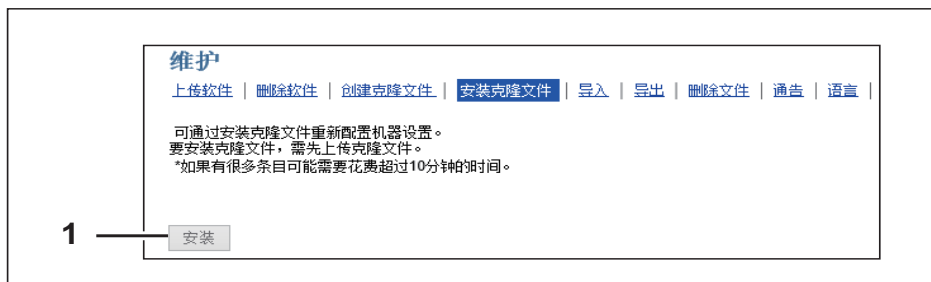 维护
上传软件 | 删除软件 | 创建克隆文件 | 安装克隆文件 | 导入 | 导出 | 删除文件 | 通告 | 语言 |
可通过安装克隆文件重新配置机器设置。
要安装克隆文件，需先上传克隆文件。
*如果有很多条目可能需要花费超过10分钟的时间。
1
安装